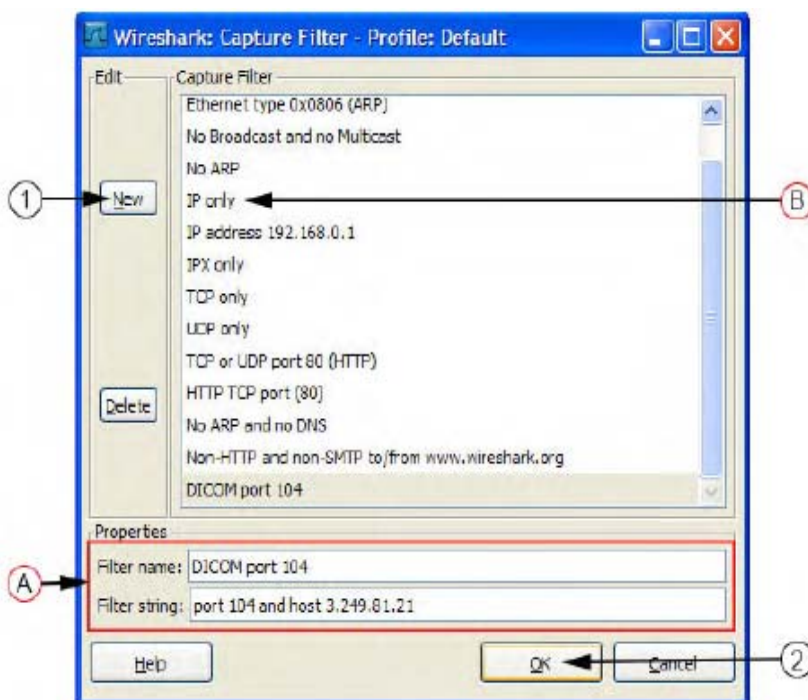 Wireshark: Capture Filter - Profile: Default
Edit
Capture Filter
Ethernet type 0x0806 (ARP)
No Broadcast and no Multicast
No ARP
1
New
IP only
B
IP address 192.168.0.1
IPX only
TCP only
UDP only
TCP or UDP port 80 (HTTP)
HTTP TCP port (80)
Delete
No ARP and no DNS
Non-HTTP and non-SMTP to/from www.wireshark.org
DICOM port 104
Properties
A
Filter name: DICOM port 104
Filter string: port 104 and host 3.249.81.21
Help
OK
Cancel
2